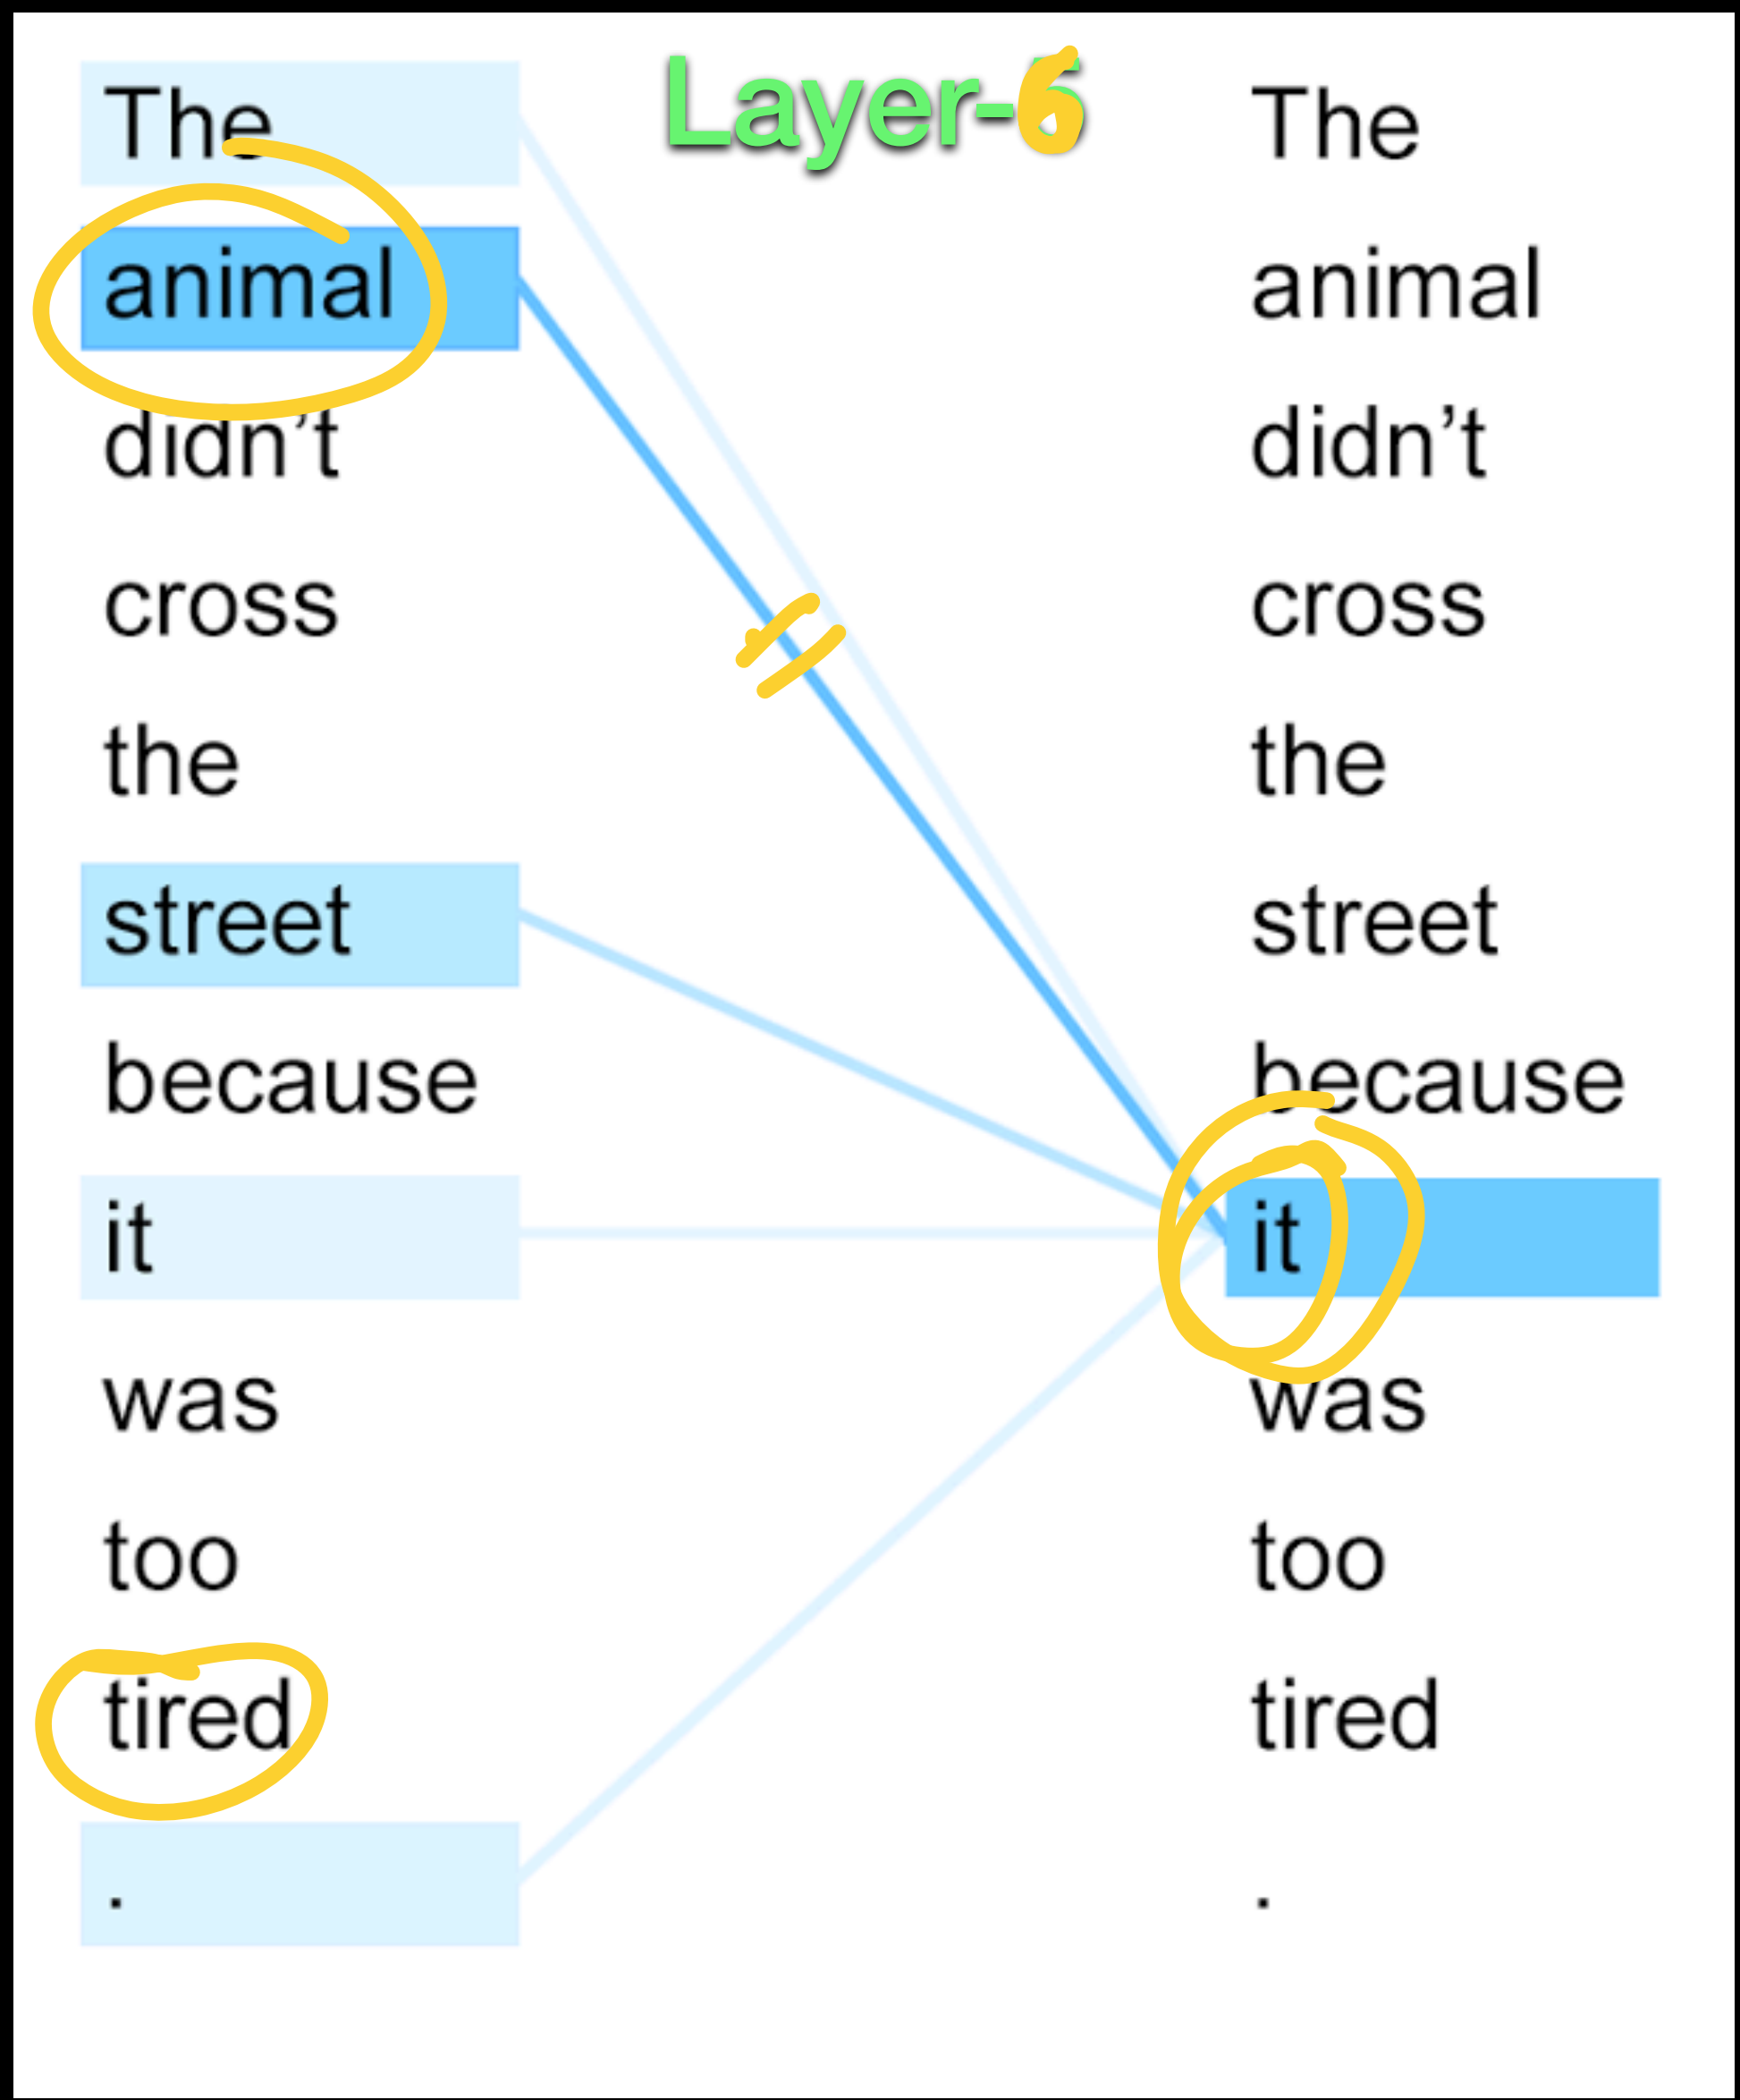 Layer-6
The The
animal animal
didn’t didn’t
cross cross
the the
street street
because because
it it
was was
too too
tired tired
. .